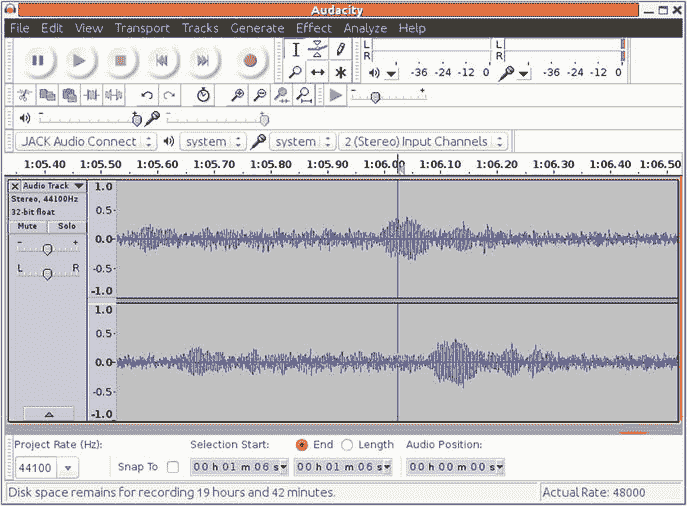 Audacity
File Edit View Transport Tracks Generate Effect Analyze Help
L L
R R
-36 -24 -12 0 -36 -24 -12 0
- +
- + - +
JACK Audio Connect system system 2 (Stereo) Input Channels
1:05.40 1:05.50 1:05.60 1:05.70 1:05.80 1:05.90 1:06.00 1:06.10 1:06.20 1:06.30 1:06.40 1:06.50
Audio Track 1.0
Stereo, 44100Hz
32-bit float 0.5
Mute Solo
- + 0.0
L R -0.5
-1.0
1.0
0.5
0.0
-0.5
-1.0
Project Rate (Hz): Selection Start: End Length Audio Position:
44100 Snap To 00 h 01 m 06 s 00 h 01 m 06 s 00 h 00 m 00 s
Disk space remains for recording 19 hours and 42 minutes. Actual Rate: 48000